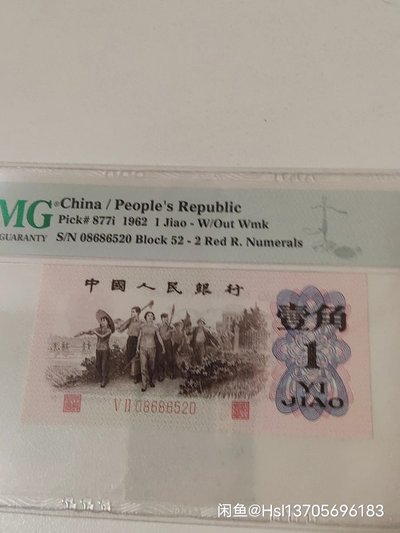 MG China / People's Republic
Pick# 877i 1962 1 Jiao - W/Out Wmk
GUARANTY S/N 08686520 Block 52 - 2 Red R. Numerals
中國人民銀行
壹角
1
YI
JIAO
VII 08686520
闲鱼@Hsl13705696183